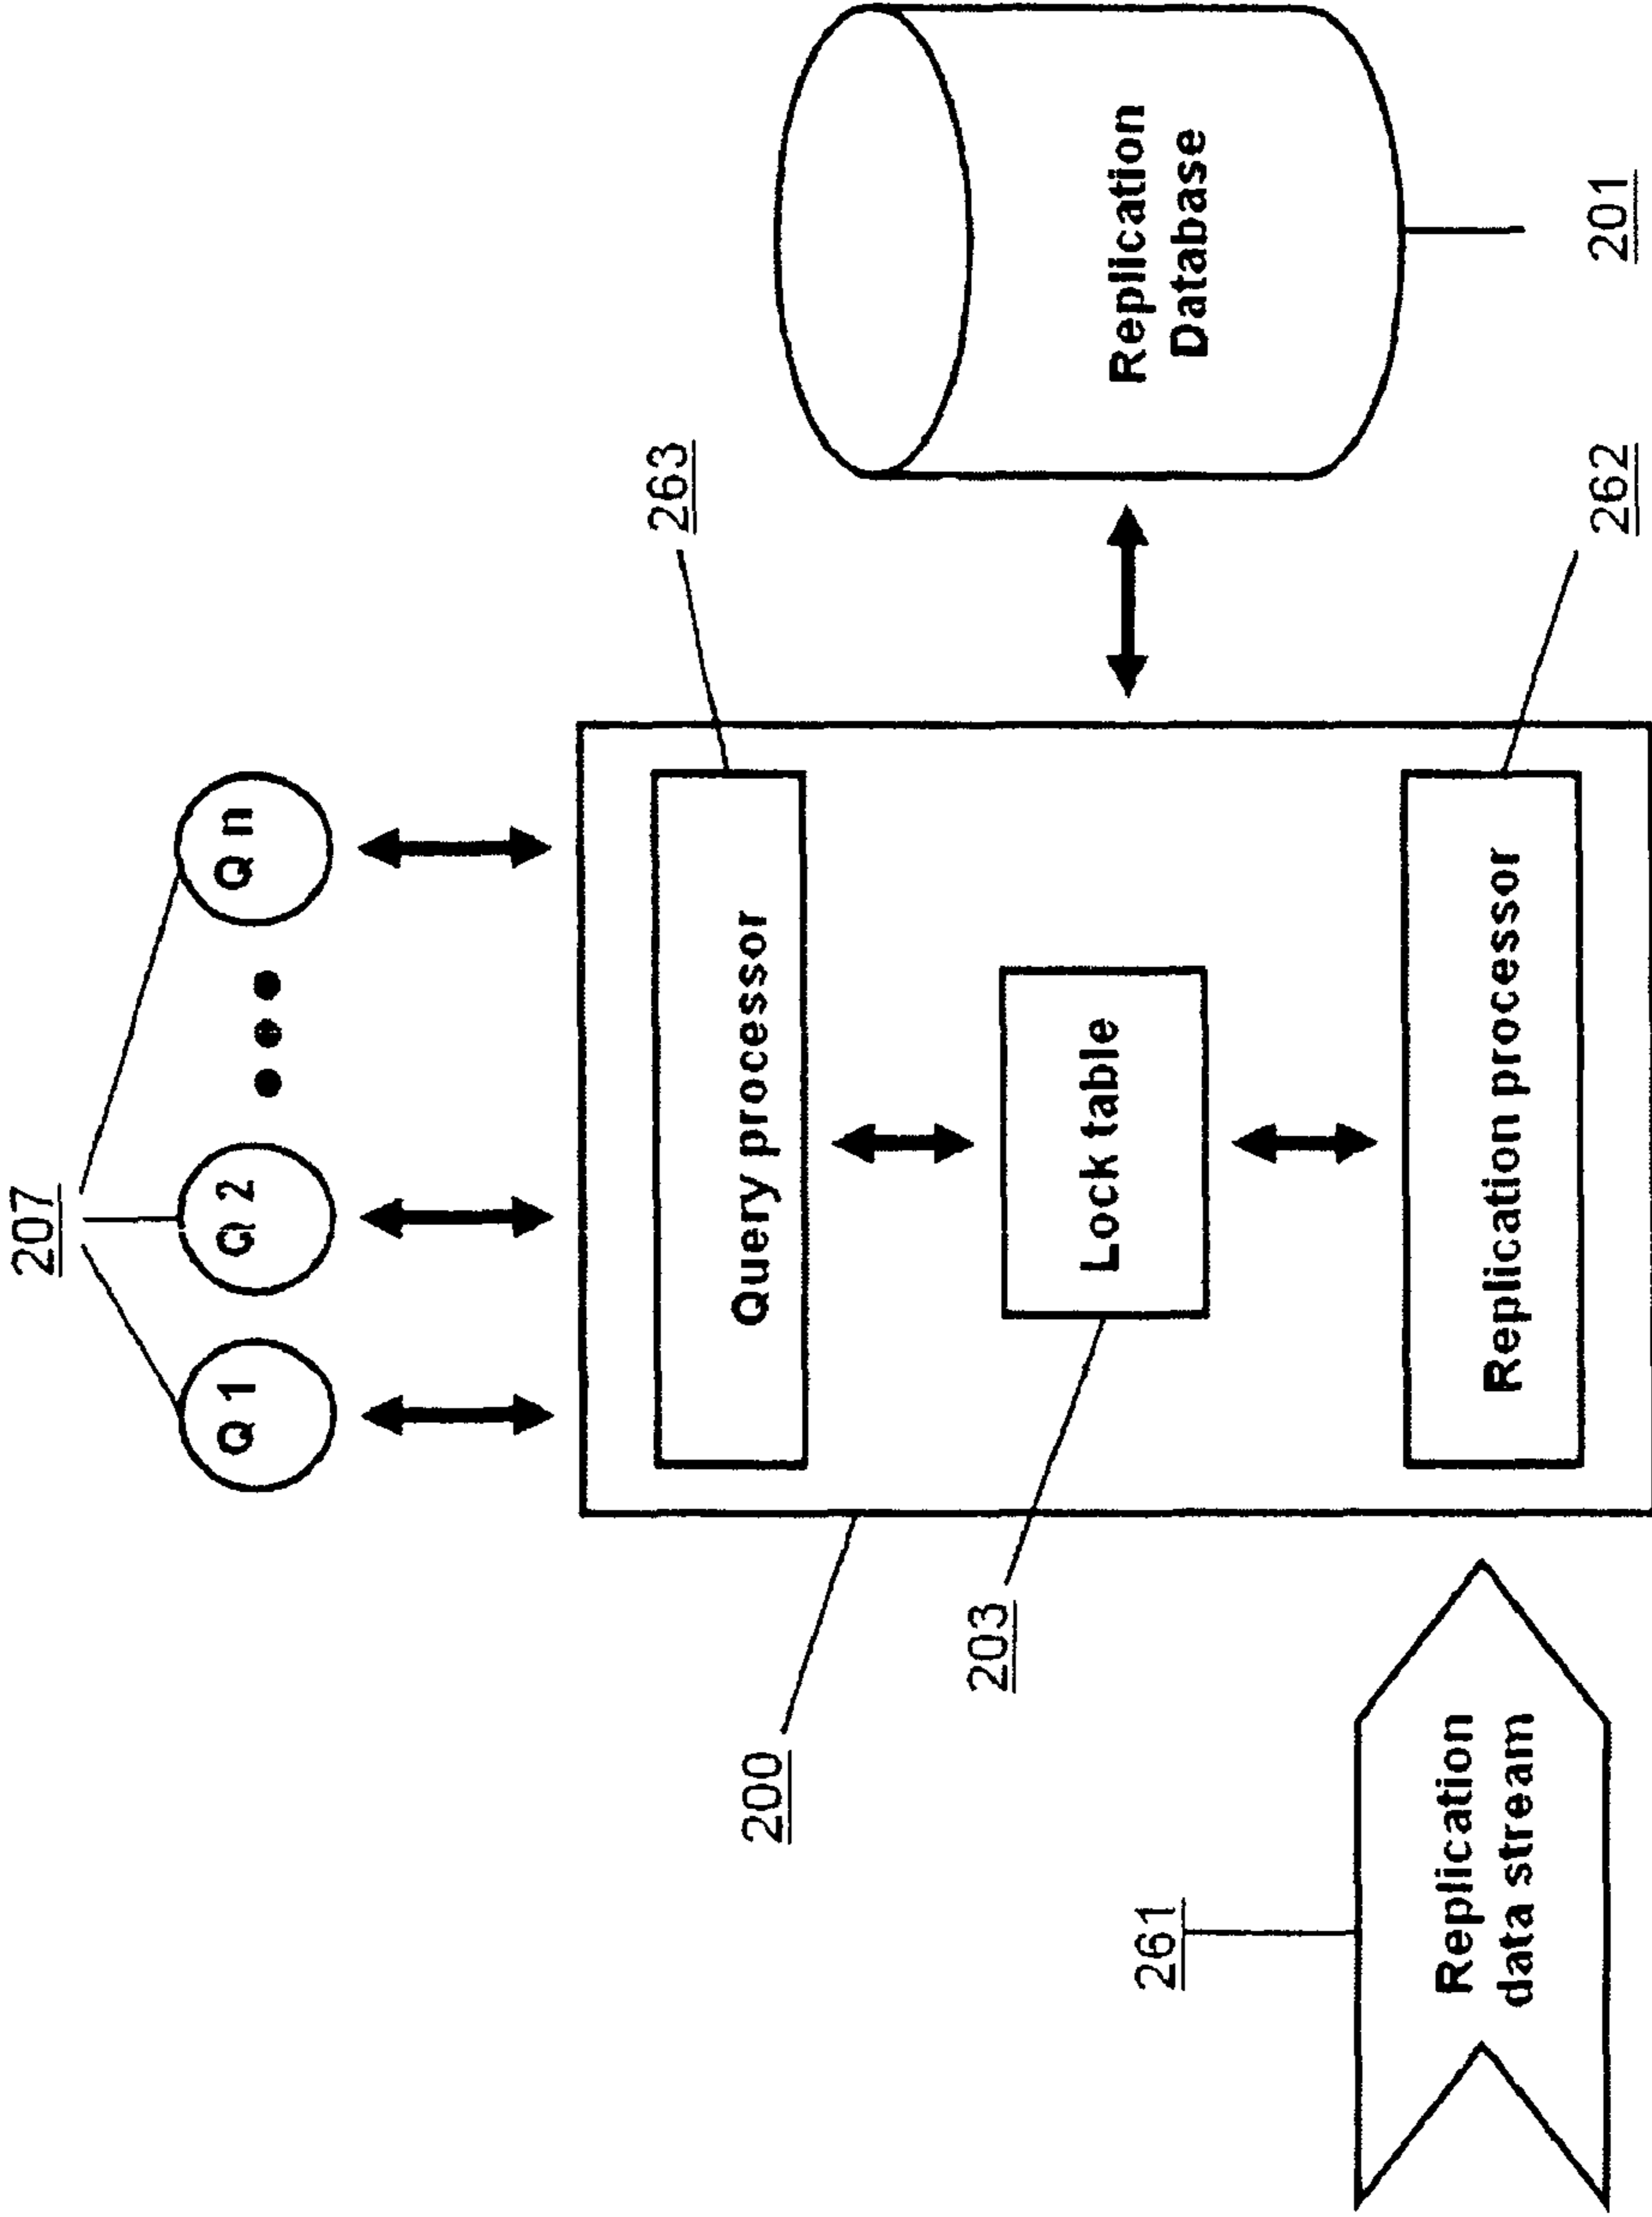 207
Q 1
Q 2
Q n
200
263
Query processor
203
Lock table
Replication
Database
261
Replication
data stream
Replication processor
262
201